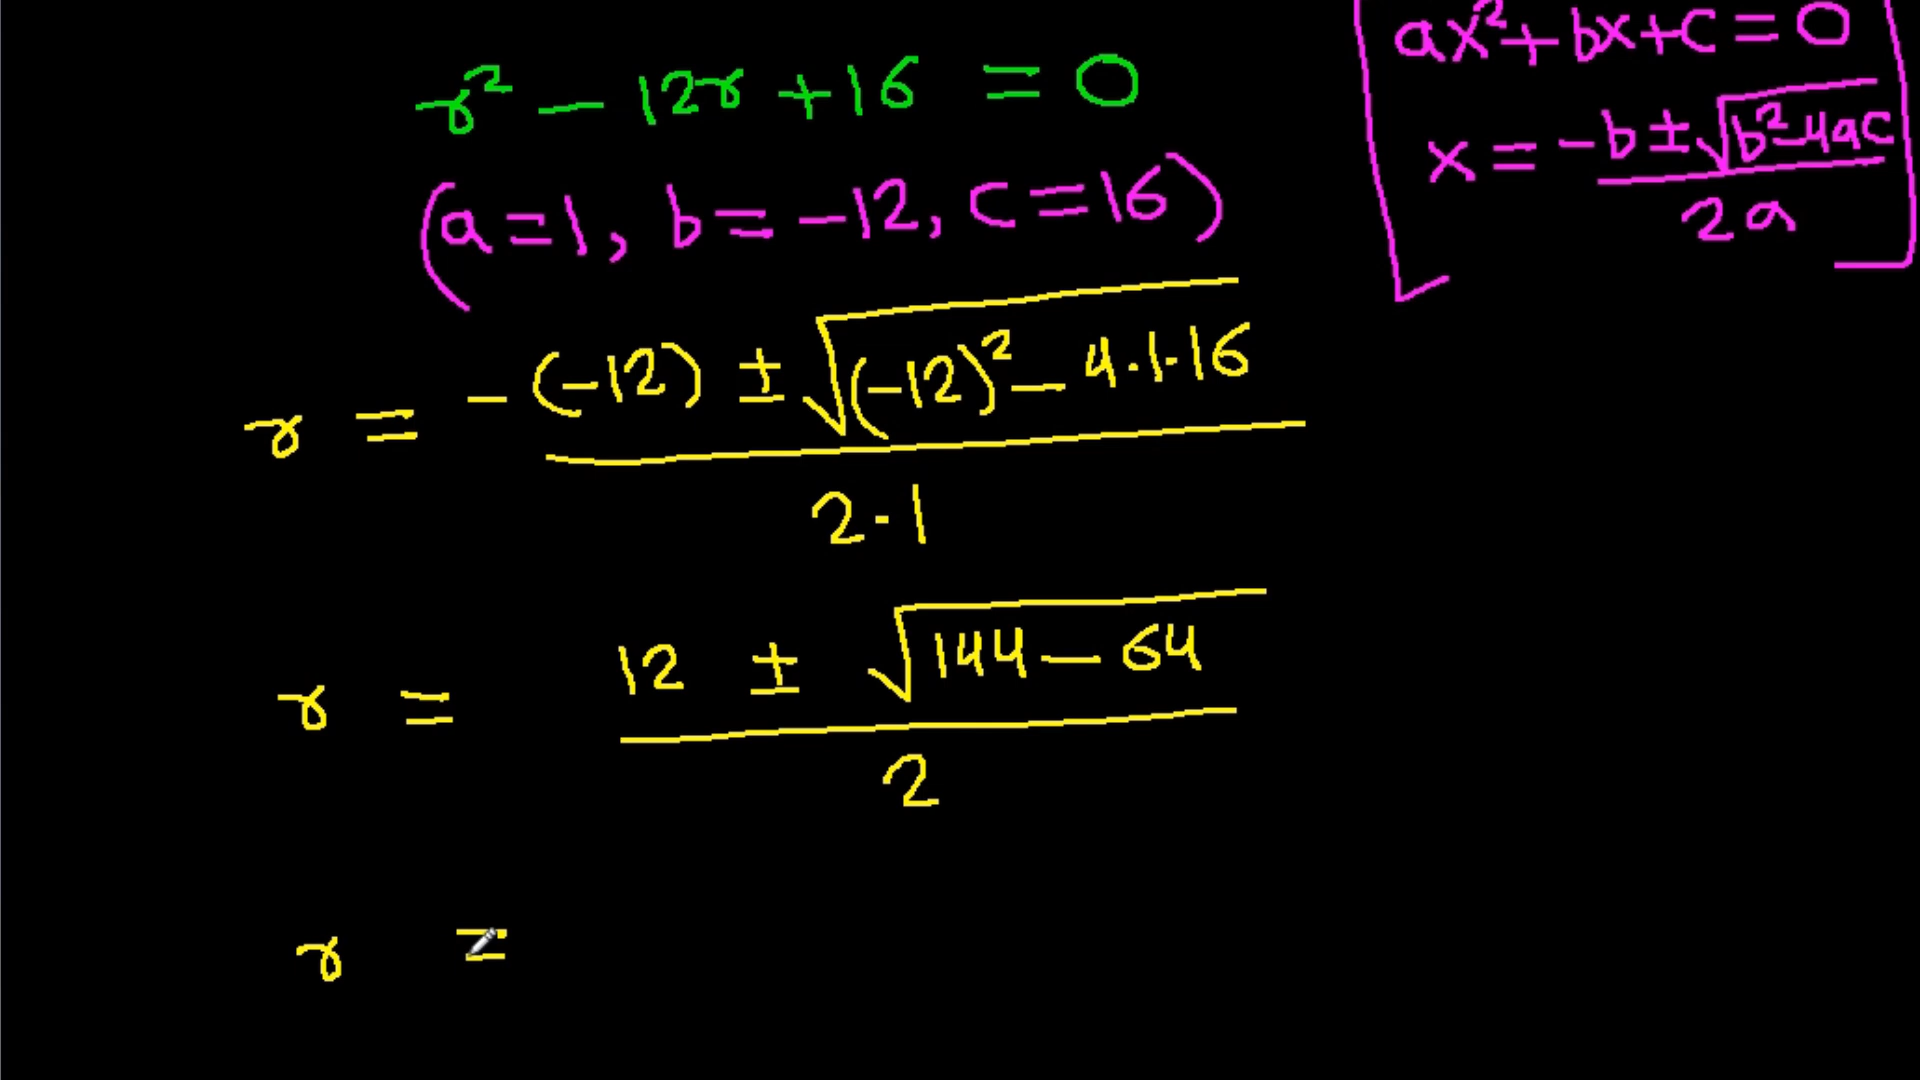 r² - 12r + 16 = 0
(a = 1, b = -12, c = 16)
r = (-(-12) ± √((-12)² - 4·1·16)) / (2·1)
r = (12 ± √(144 - 64)) / 2
r =
ax² + bx + c = 0
x = (-b ± √(b² - 4ac)) / (2a)